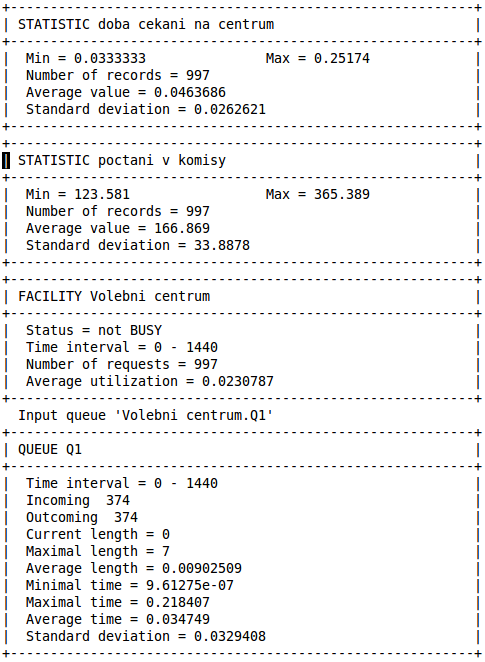 STATISTIC doba cekani na centrum
Min = 0.0333333 Max = 0.25174
Number of records = 997
Average value = 0.0463686
Standard deviation = 0.0262621
STATISTIC poctani v komisy
Min = 123.581 Max = 365.389
Number of records = 997
Average value = 166.869
Standard deviation = 33.8878
FACILITY Volebni centrum
Status = not BUSY
Time interval = 0 - 1440
Number of requests = 997
Average utilization = 0.0230787
Input queue 'Volebni centrum.Q1'
QUEUE Q1
Time interval = 0 - 1440
Incoming 374
Outcoming 374
Current length = 0
Maximal length = 7
Average length = 0.00902509
Minimal time = 9.61275e-07
Maximal time = 0.218407
Average time = 0.034749
Standard deviation = 0.0329408